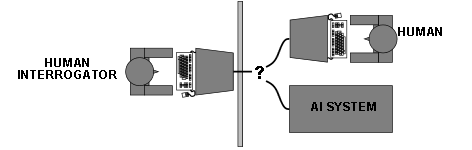 HUMAN
INTERROGATOR
?
HUMAN
AI SYSTEM